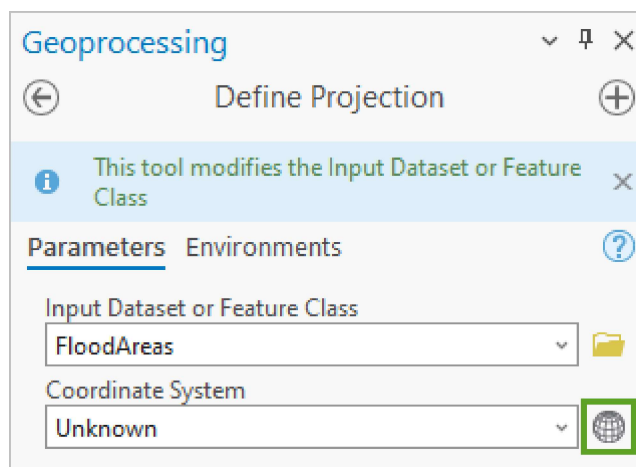 Geoprocessing
Define Projection
This tool modifies the Input Dataset or Feature
Class
Parameters Environments
Input Dataset or Feature Class
FloodAreas
Coordinate System
Unknown